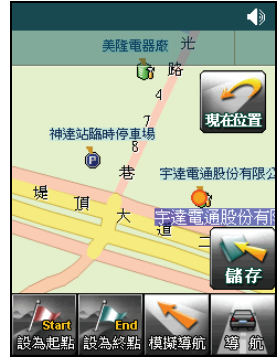 美隆電器廠
光
路
4
7
8
巷
現在位置
神達站臨時停車場
宇達電通股份有限公
堤頂大道二
宇達電通股份有限
儲存
Start
設為起點
End
設為終點
模擬導航
導航